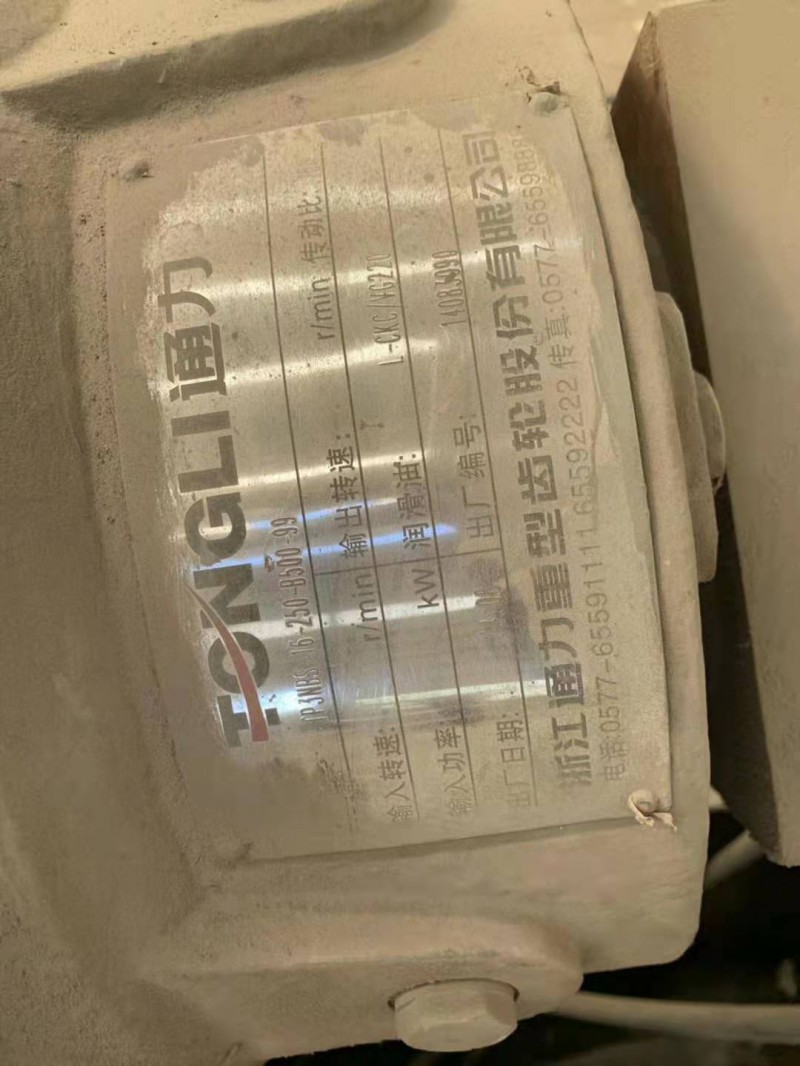 TONGLI 通力
TP3NBS 16-250-B500-99
输入转速: r/min 输出转速: r/min 传动比:
输入功率: kW 润滑油: L-CKC/VG220
出厂日期: 出厂编号:
浙江通力重型齿轮股份有限公司
电话:0577-65591111 65592222 传真:0577-6559888